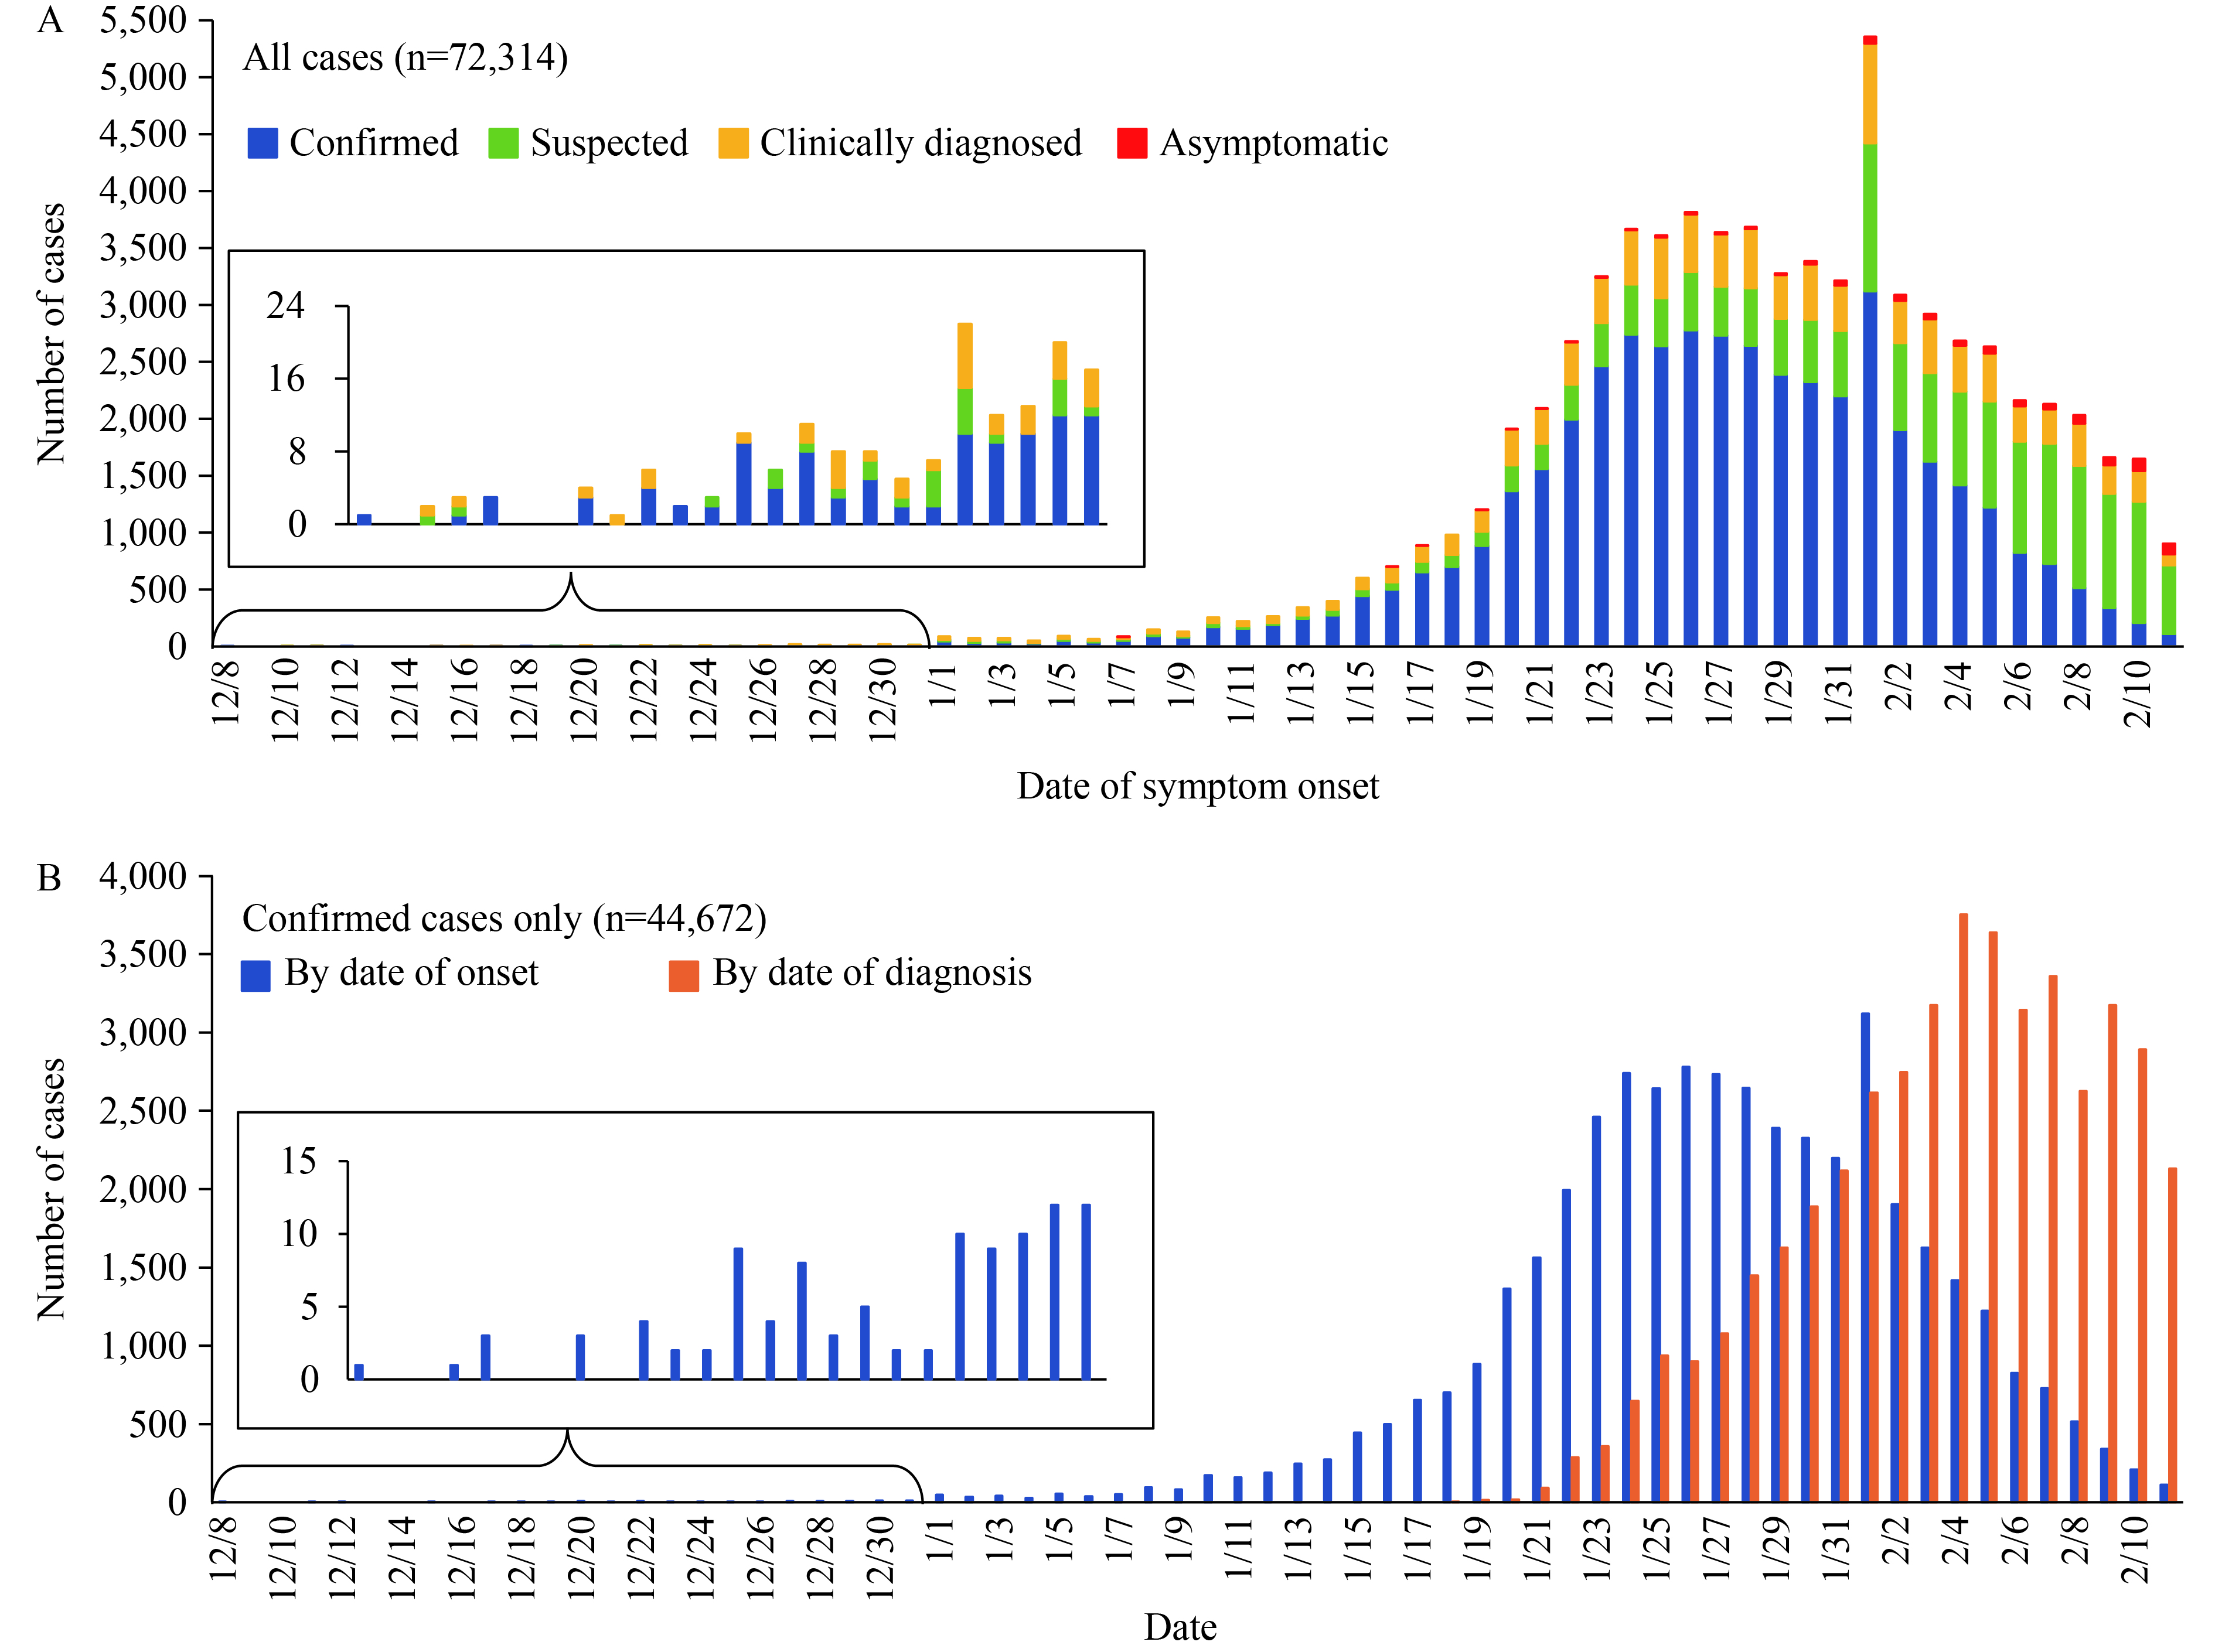 A
5,500
5,000
4,500
4,000
3,500
3,000
2,500
2,000
1,500
1,000
500
0
Number of cases
All cases (n=72,314)
Confirmed Suspected Clinically diagnosed Asymptomatic
24
16
8
0
12/8 12/10 12/12 12/14 12/16 12/18 12/20 12/22 12/24 12/26 12/28 12/30 1/1 1/3 1/5 1/7 1/9 1/11 1/13 1/15 1/17 1/19 1/21 1/23 1/25 1/27 1/29 1/31 2/2 2/4 2/6 2/8 2/10
Date of symptom onset
B
4,000
3,500
3,000
2,500
2,000
1,500
1,000
500
0
Number of cases
Confirmed cases only (n=44,672)
By date of onset By date of diagnosis
15
10
5
0
12/8 12/10 12/12 12/14 12/16 12/18 12/20 12/22 12/24 12/26 12/28 12/30 1/1 1/3 1/5 1/7 1/9 1/11 1/13 1/15 1/17 1/19 1/21 1/23 1/25 1/27 1/29 1/31 2/2 2/4 2/6 2/8 2/10
Date